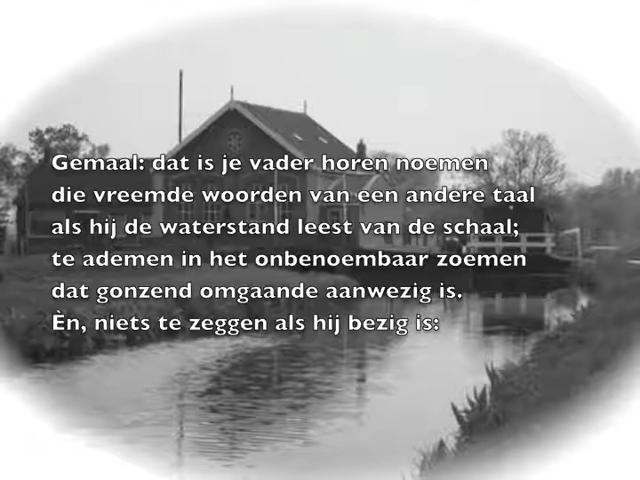 Gemaal: dat is je vader horen noemen
die vreemde woorden van een andere taal
als hij de waterstand leest van de schaal;
te ademen in het onbenoembaar zoemen
dat gonzend omgaande aanwezig is.
Èn, niets te zeggen als hij bezig is: